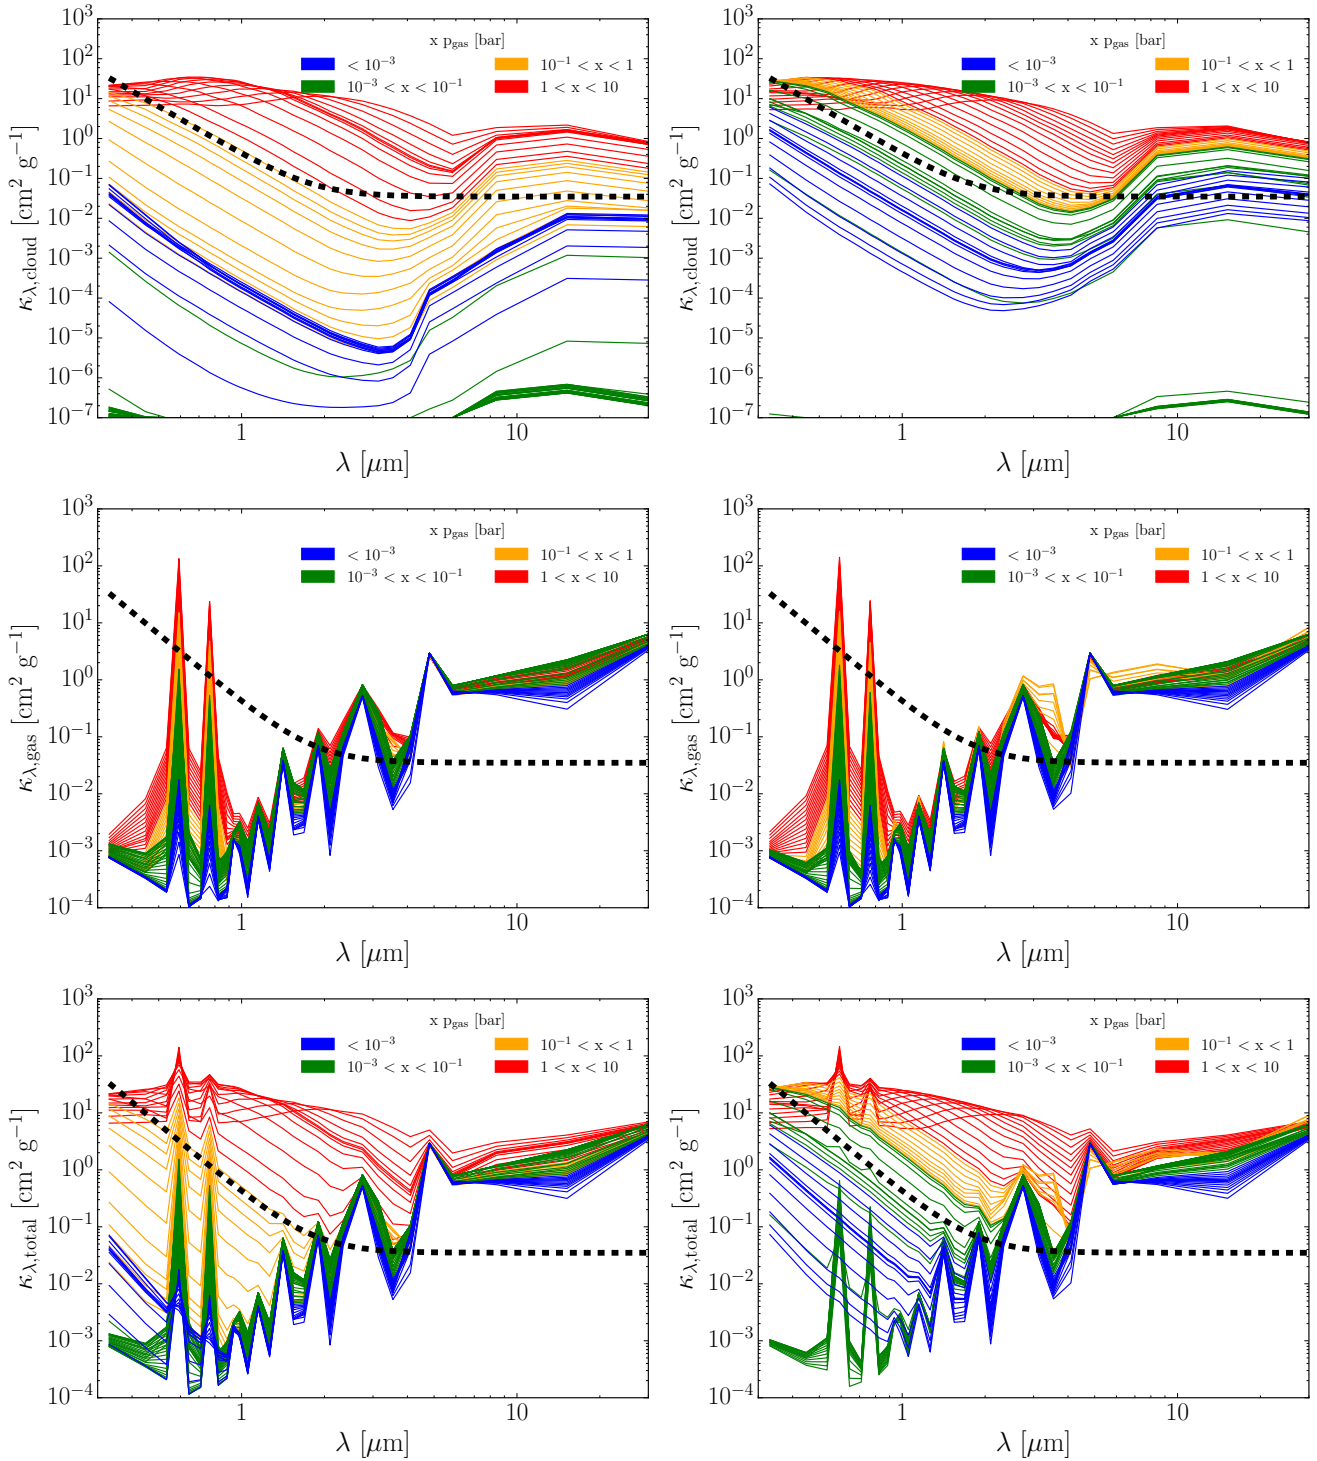 10³
10²
10¹
10⁰
10⁻¹
10⁻²
10⁻³
10⁻⁴
10⁻⁵
10⁻⁶
10⁻⁷
κλ,cloud [cm² g⁻¹]
x pgas [bar]
< 10⁻³
10⁻³ < x < 10⁻¹
10⁻¹ < x < 1
1 < x < 10
1 10
λ [μm]
10³
10²
10¹
10⁰
10⁻¹
10⁻²
10⁻³
10⁻⁴
10⁻⁵
10⁻⁶
10⁻⁷
κλ,cloud [cm² g⁻¹]
x pgas [bar]
< 10⁻³
10⁻³ < x < 10⁻¹
10⁻¹ < x < 1
1 < x < 10
1 10
λ [μm]
10³
10²
10¹
10⁰
10⁻¹
10⁻²
10⁻³
10⁻⁴
κλ,gas [cm² g⁻¹]
x pgas [bar]
< 10⁻³
10⁻³ < x < 10⁻¹
10⁻¹ < x < 1
1 < x < 10
1 10
λ [μm]
10³
10²
10¹
10⁰
10⁻¹
10⁻²
10⁻³
10⁻⁴
κλ,gas [cm² g⁻¹]
x pgas [bar]
< 10⁻³
10⁻³ < x < 10⁻¹
10⁻¹ < x < 1
1 < x < 10
1 10
λ [μm]
10³
10²
10¹
10⁰
10⁻¹
10⁻²
10⁻³
10⁻⁴
κλ,total [cm² g⁻¹]
x pgas [bar]
< 10⁻³
10⁻³ < x < 10⁻¹
10⁻¹ < x < 1
1 < x < 10
1 10
λ [μm]
10³
10²
10¹
10⁰
10⁻¹
10⁻²
10⁻³
10⁻⁴
κλ,total [cm² g⁻¹]
x pgas [bar]
< 10⁻³
10⁻³ < x < 10⁻¹
10⁻¹ < x < 1
1 < x < 10
1 10
λ [μm]